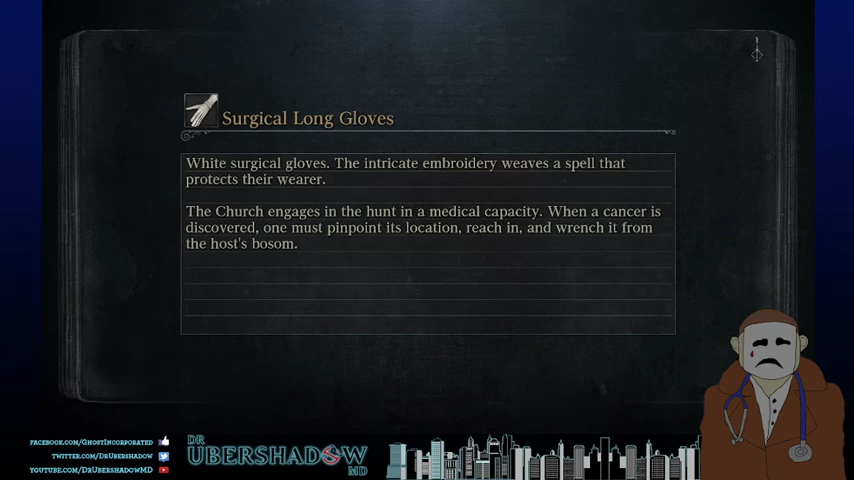 Surgical Long Gloves
White surgical gloves. The intricate embroidery weaves a spell that
protects their wearer.
The Church engages in the hunt in a medical capacity. When a cancer is
discovered, one must pinpoint its location, reach in, and wrench it from
the host's bosom.
facebook.com/GhostIncorporated
twitter.com/DrUbershadow
youtube.com/DrUbershadowMD
DR
UBERSHADOW
MD